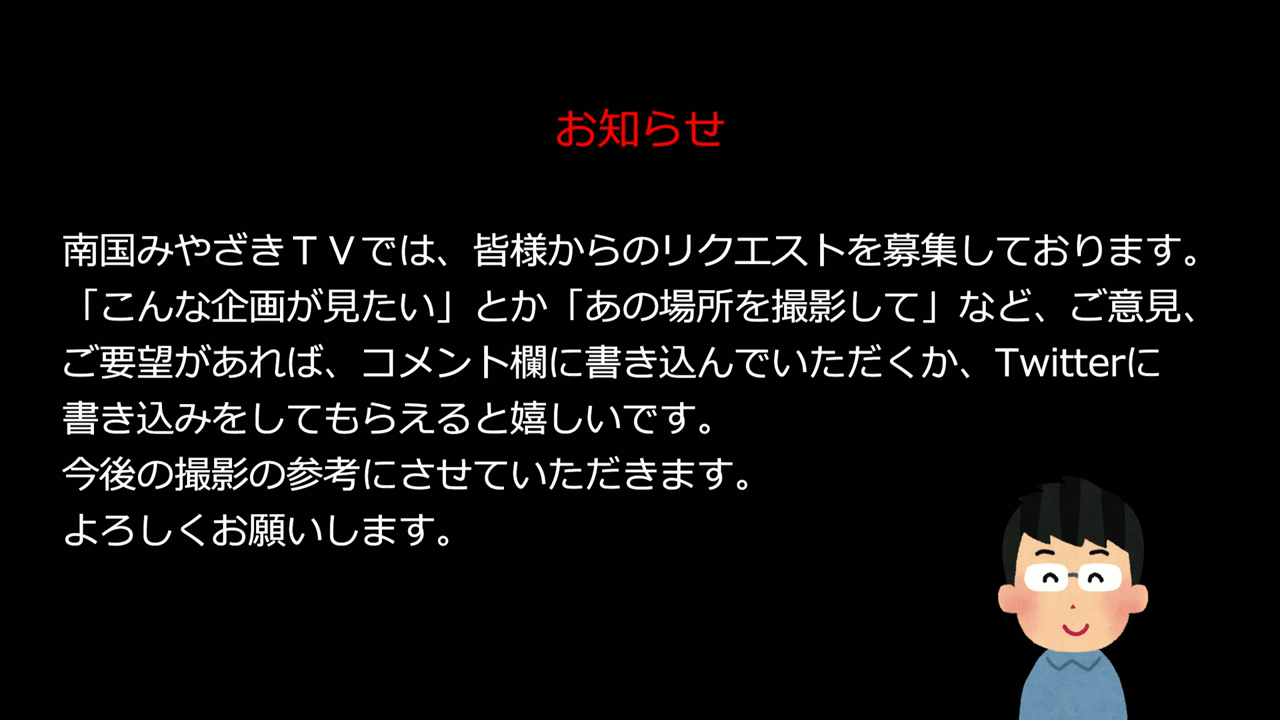 お知らせ
南国みやざきＴＶでは、皆様からのリクエストを募集しております。
「こんな企画が見たい」とか「あの場所を撮影して」など、ご意見、
ご要望があれば、コメント欄に書き込んでいただくか、Twitterに
書き込みをしてもらえると嬉しいです。
今後の撮影の参考にさせていただきます。
よろしくお願いします。